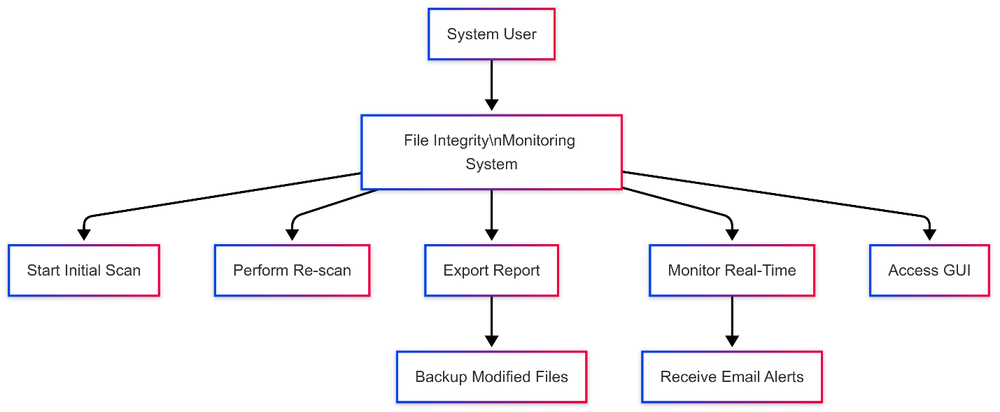 System User
File Integrity\nMonitoring
System
Start Initial Scan
Perform Re-scan
Export Report
Monitor Real-Time
Access GUI
Backup Modified Files
Receive Email Alerts